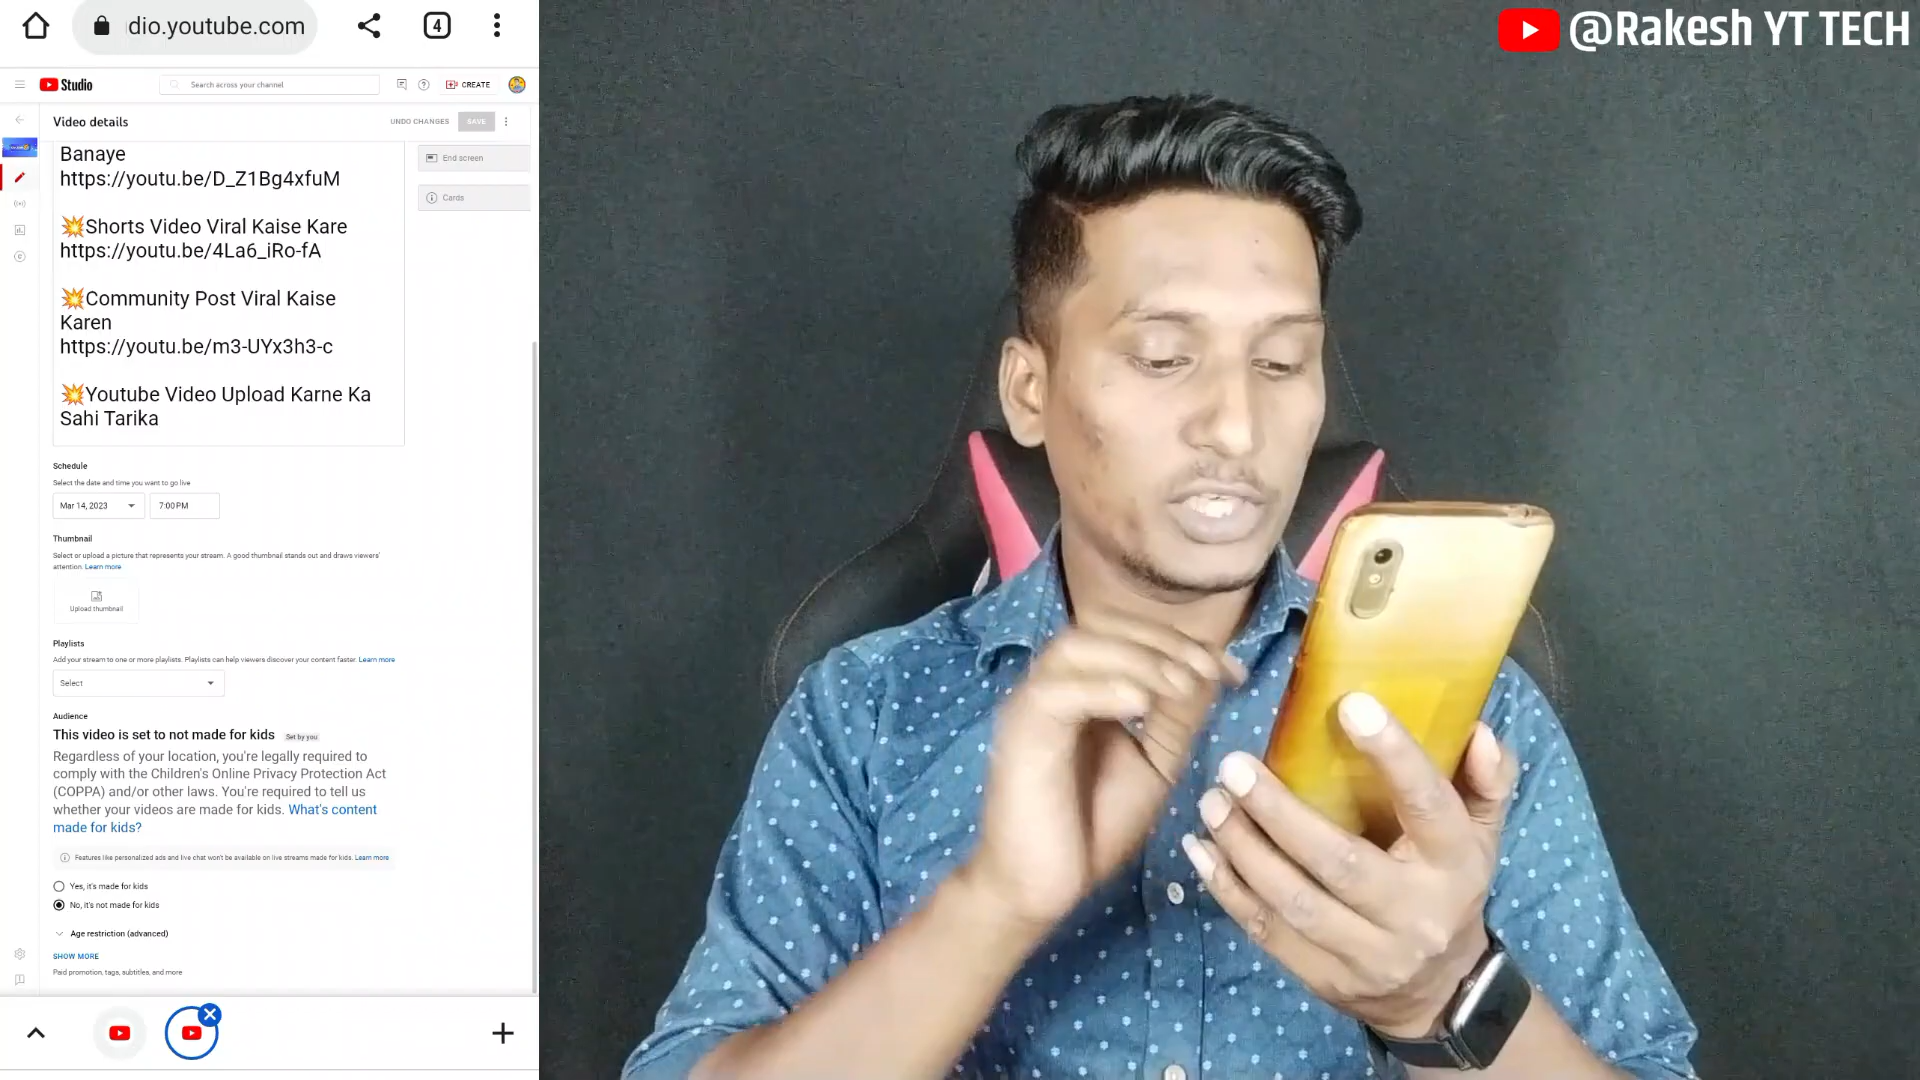 dio.youtube.com
4
@Rakesh YT TECH
Studio
Search across your channel
CREATE
Video details
UNDO CHANGES
SAVE
Banaye
https://youtu.be/D_Z1Bg4xfuM
💥Shorts Video Viral Kaise Kare
https://youtu.be/4La6_iRo-fA
💥Community Post Viral Kaise
Karen
https://youtu.be/m3-UYx3h3-c
💥Youtube Video Upload Karne Ka
Sahi Tarika
End screen
Cards
Schedule
Select the date and time you want to go live
Mar 14, 2023
7:00 PM
Thumbnail
Select or upload a picture that represents your stream. A good thumbnail stands out and draws viewers'
attention. Learn more
Upload thumbnail
Playlists
Add your stream to one or more playlists. Playlists can help viewers discover your content faster. Learn more
Select
Audience
This video is set to not made for kids Set by you
Regardless of your location, you're legally required to
comply with the Children's Online Privacy Protection Act
(COPPA) and/or other laws. You're required to tell us
whether your videos are made for kids. What's content
made for kids?
Features like personalized ads and live chat won't be available on live streams made for kids. Learn more
Yes, it's made for kids
No, it's not made for kids
Age restriction (advanced)
SHOW MORE
Paid promotion, tags, subtitles, and more